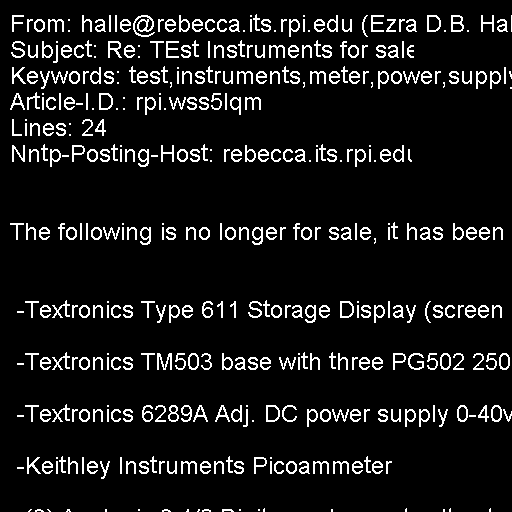 From: halle@rebecca.its.rpi.edu (Ezra D.B.
Subject: Re: TEst Instruments for sale
Keywords: test,instruments,meter,power,supply
Article-I.D.: rpi.wss5lqm
Lines: 24
Nntp-Posting-Host: rebecca.its.rpi.edu
The following is no longer for sale, it has been
-Textronics Type 611 Storage Display (screen
-Textronics TM503 base with three PG502 250
-Textronics 6289A Adj. DC power supply 0-40v
-Keithley Instruments Picoammeter